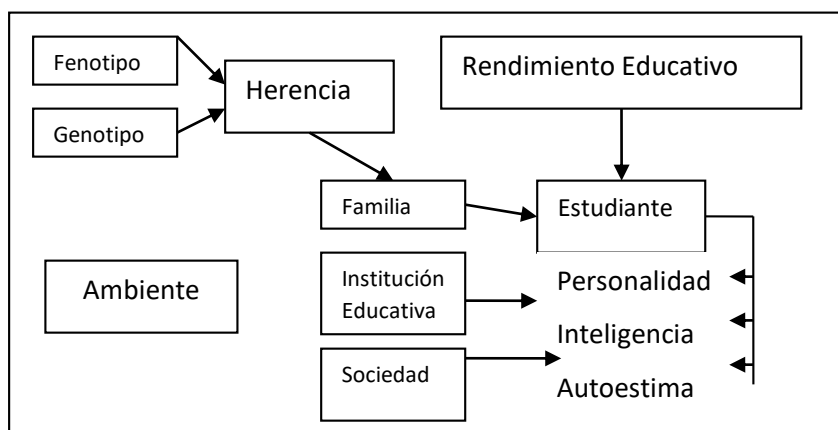 Fenotipo
Genotipo
Herencia
Rendimiento Educativo
Familia
Estudiante
Ambiente
Institución
Educativa
Sociedad
Personalidad
Inteligencia
Autoestima